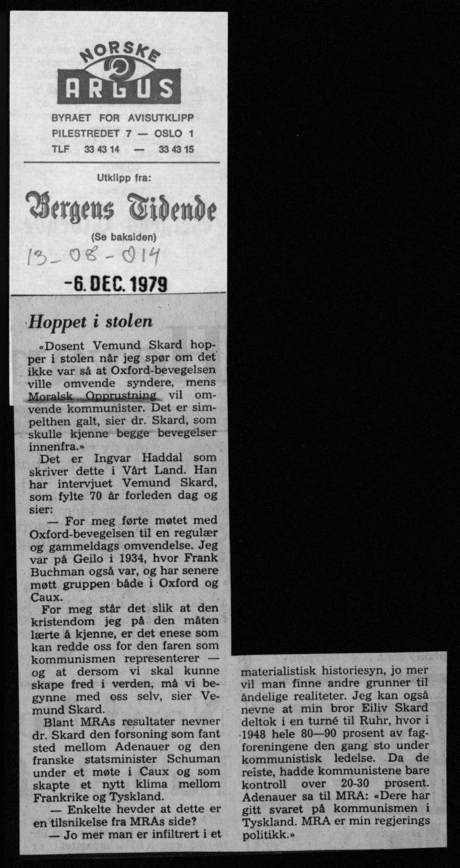 NORSKE
ARGUS
BYRAET FOR AVISUTKLIPP
PILESTREDET 7 — OSLO 1
TLF 33 43 14 — 33 43 15
Utklipp fra:
Bergens Tidende
(Se baksiden)
13-08-014
-6. DEC. 1979
Hoppet i stolen
«Dosent Vemund Skard hop-
per i stolen når jeg spør om det
ikke var så at Oxford-bevegelsen
ville omvende syndere, mens
Moralsk Opprustning vil om-
vende kommunister. Det er sim-
pelthen galt, sier dr. Skard, som
skulle kjenne begge bevegelser
innenfra.»
Det er Ingvar Haddal som
skriver dette i Vårt Land. Han
har intervjuet Vemund Skard,
som fylte 70 år forleden dag og
sier:
— For meg førte møtet med
Oxford-bevegelsen til en regulær
og gammeldags omvendelse. Jeg
var på Geilo i 1934, hvor Frank
Buchman også var, og har senere
møtt gruppen både i Oxford og
Caux.
For meg står det slik at den
kristendom jeg på den måten
lærte å kjenne, er det enese som
kan redde oss for den faren som
kommunismen representerer —
og at dersom vi skal kunne
skape fred i verden, må vi be-
gynne med oss selv, sier Ve-
mund Skard.
Blant MRAs resultater nevner
dr. Skard den forsoning som fant
sted mellom Adenauer og den
franske statsminister Schuman
under et møte i Caux og som
skapte et nytt klima mellom
Frankrike og Tyskland.
— Enkelte hevder at dette er
en tilsnikelse fra MRAs side?
— Jo mer man er infiltrert i et
materialistisk historiesyn, jo mer
vil man finne andre grunner til
åndelige realiteter. Jeg kan også
nevne at min bror Eiliv Skard
deltok i en turné til Ruhr, hvor i
1948 hele 80—90 prosent av fag-
foreningene den gang sto under
kommunistisk ledelse. Da de
reiste, hadde kommunistene bare
kontroll over 20-30 prosent.
Adenauer sa til MRA: «Dere har
gitt svaret på kommunismen i
Tyskland. MRA er min regjerings
politikk.»